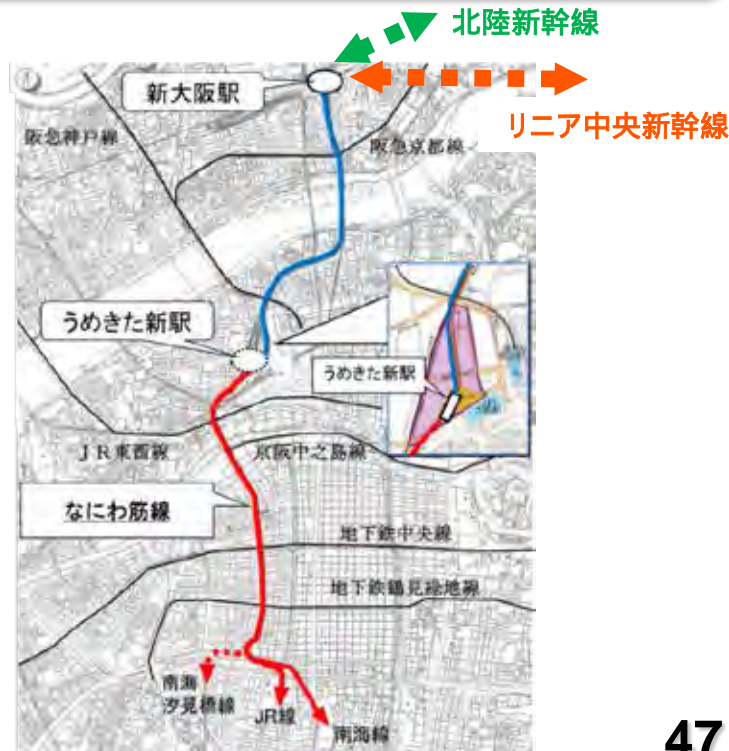 北陸新幹線
新大阪駅
リニア中央新幹線
阪急神戸線
阪急京都線
うめきた新駅
うめきた新駅
JR東西線
京阪中之島線
なにわ筋線
地下鉄中央線
地下鉄鶴見緑地線
南海
汐見橋線
JR線
南海線
47